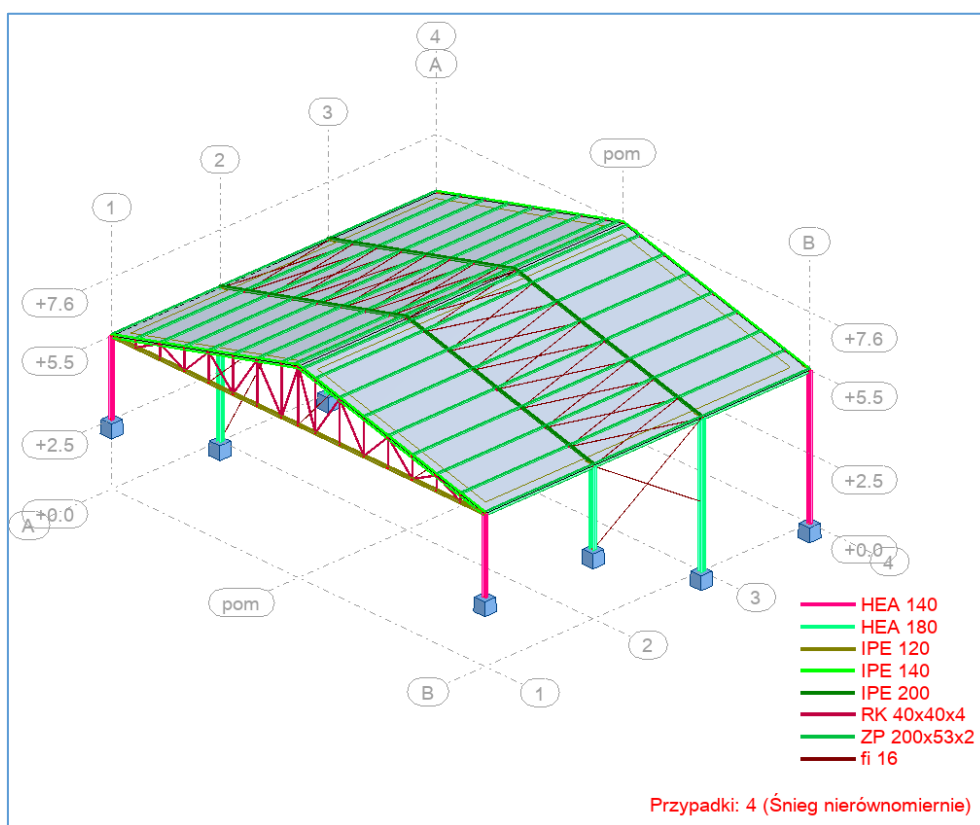 4
A
3
pom
2
1
B
+7.6
+7.6
+5.5
+5.5
+2.5
+2.5
A
+0.0
+0.0
4
pom
3
2
B
1
HEA 140
HEA 180
IPE 120
IPE 140
IPE 200
RK 40x40x4
ZP 200x53x2
fi 16
Przypadki: 4 (Śnieg nierównomiernie)